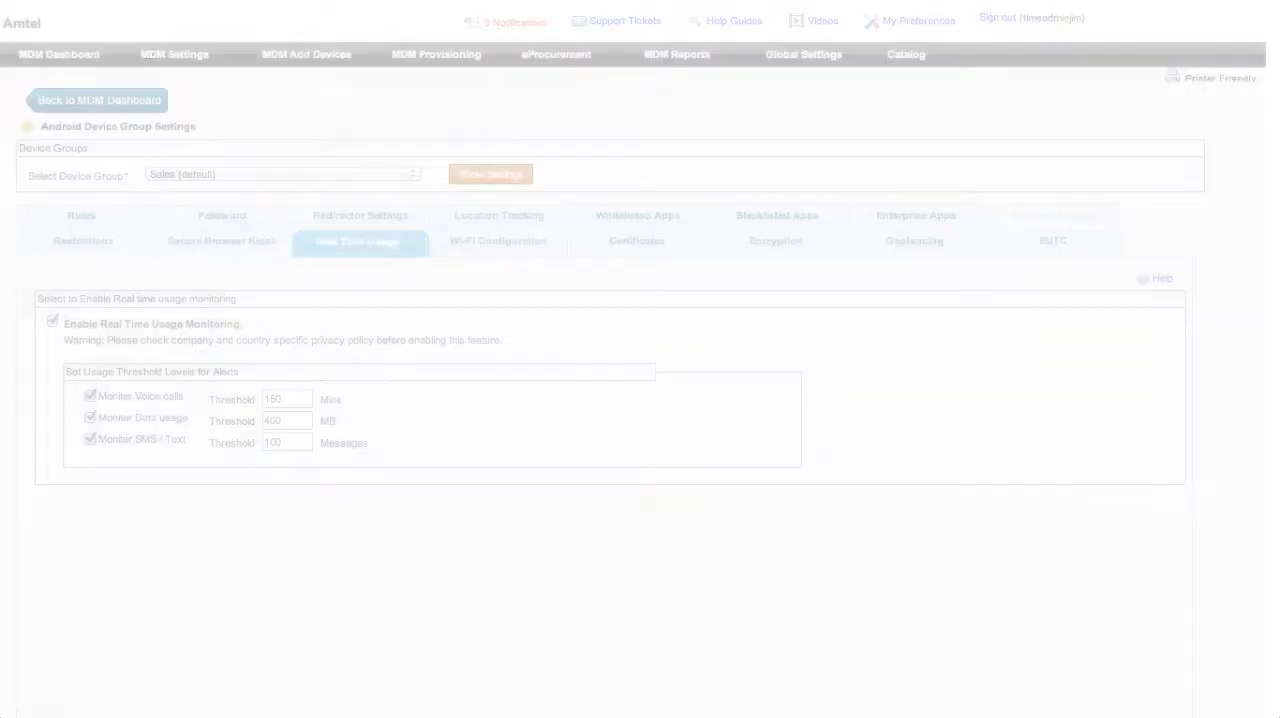 Amtel
9 Notifications Support Tickets Help Guides Videos My Preferences Sign out (timsadminjim)
MDM Dashboard MDM Settings MDM Add Devices MDM Provisioning eProcurement MDM Reports Global Settings Catalog
Printer Friendly
Back to MDM Dashboard
Android Device Group Settings
Device Groups
Select Device Group* Sales (default) Show Settings
Rules Password Redirector Settings Location Tracking Whitelisted Apps Blacklisted Apps Enterprise Apps
Restrictions Secure Browser Kiosk Real Time Usage Wi-Fi Configuration Certificates Encryption Geofencing BUTC
Help
Select to Enable Real time usage monitoring
Enable Real Time Usage Monitoring
Warning: Please check company and country specific privacy policy before enabling this feature.
Set Usage Threshold Levels for Alerts
Moniter Voice calls Threshold 150 Mins
Moniter Data usage Threshold 400 MB
Moniter SMS / Text Threshold 100 Messages